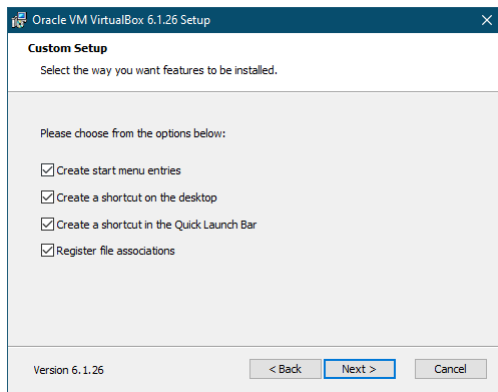 Oracle VM VirtualBox 6.1.26 Setup
Custom Setup
Select the way you want features to be installed.
Please choose from the options below:
Create start menu entries
Create a shortcut on the desktop
Create a shortcut in the Quick Launch Bar
Register file associations
Version 6.1.26
< Back
Next >
Cancel